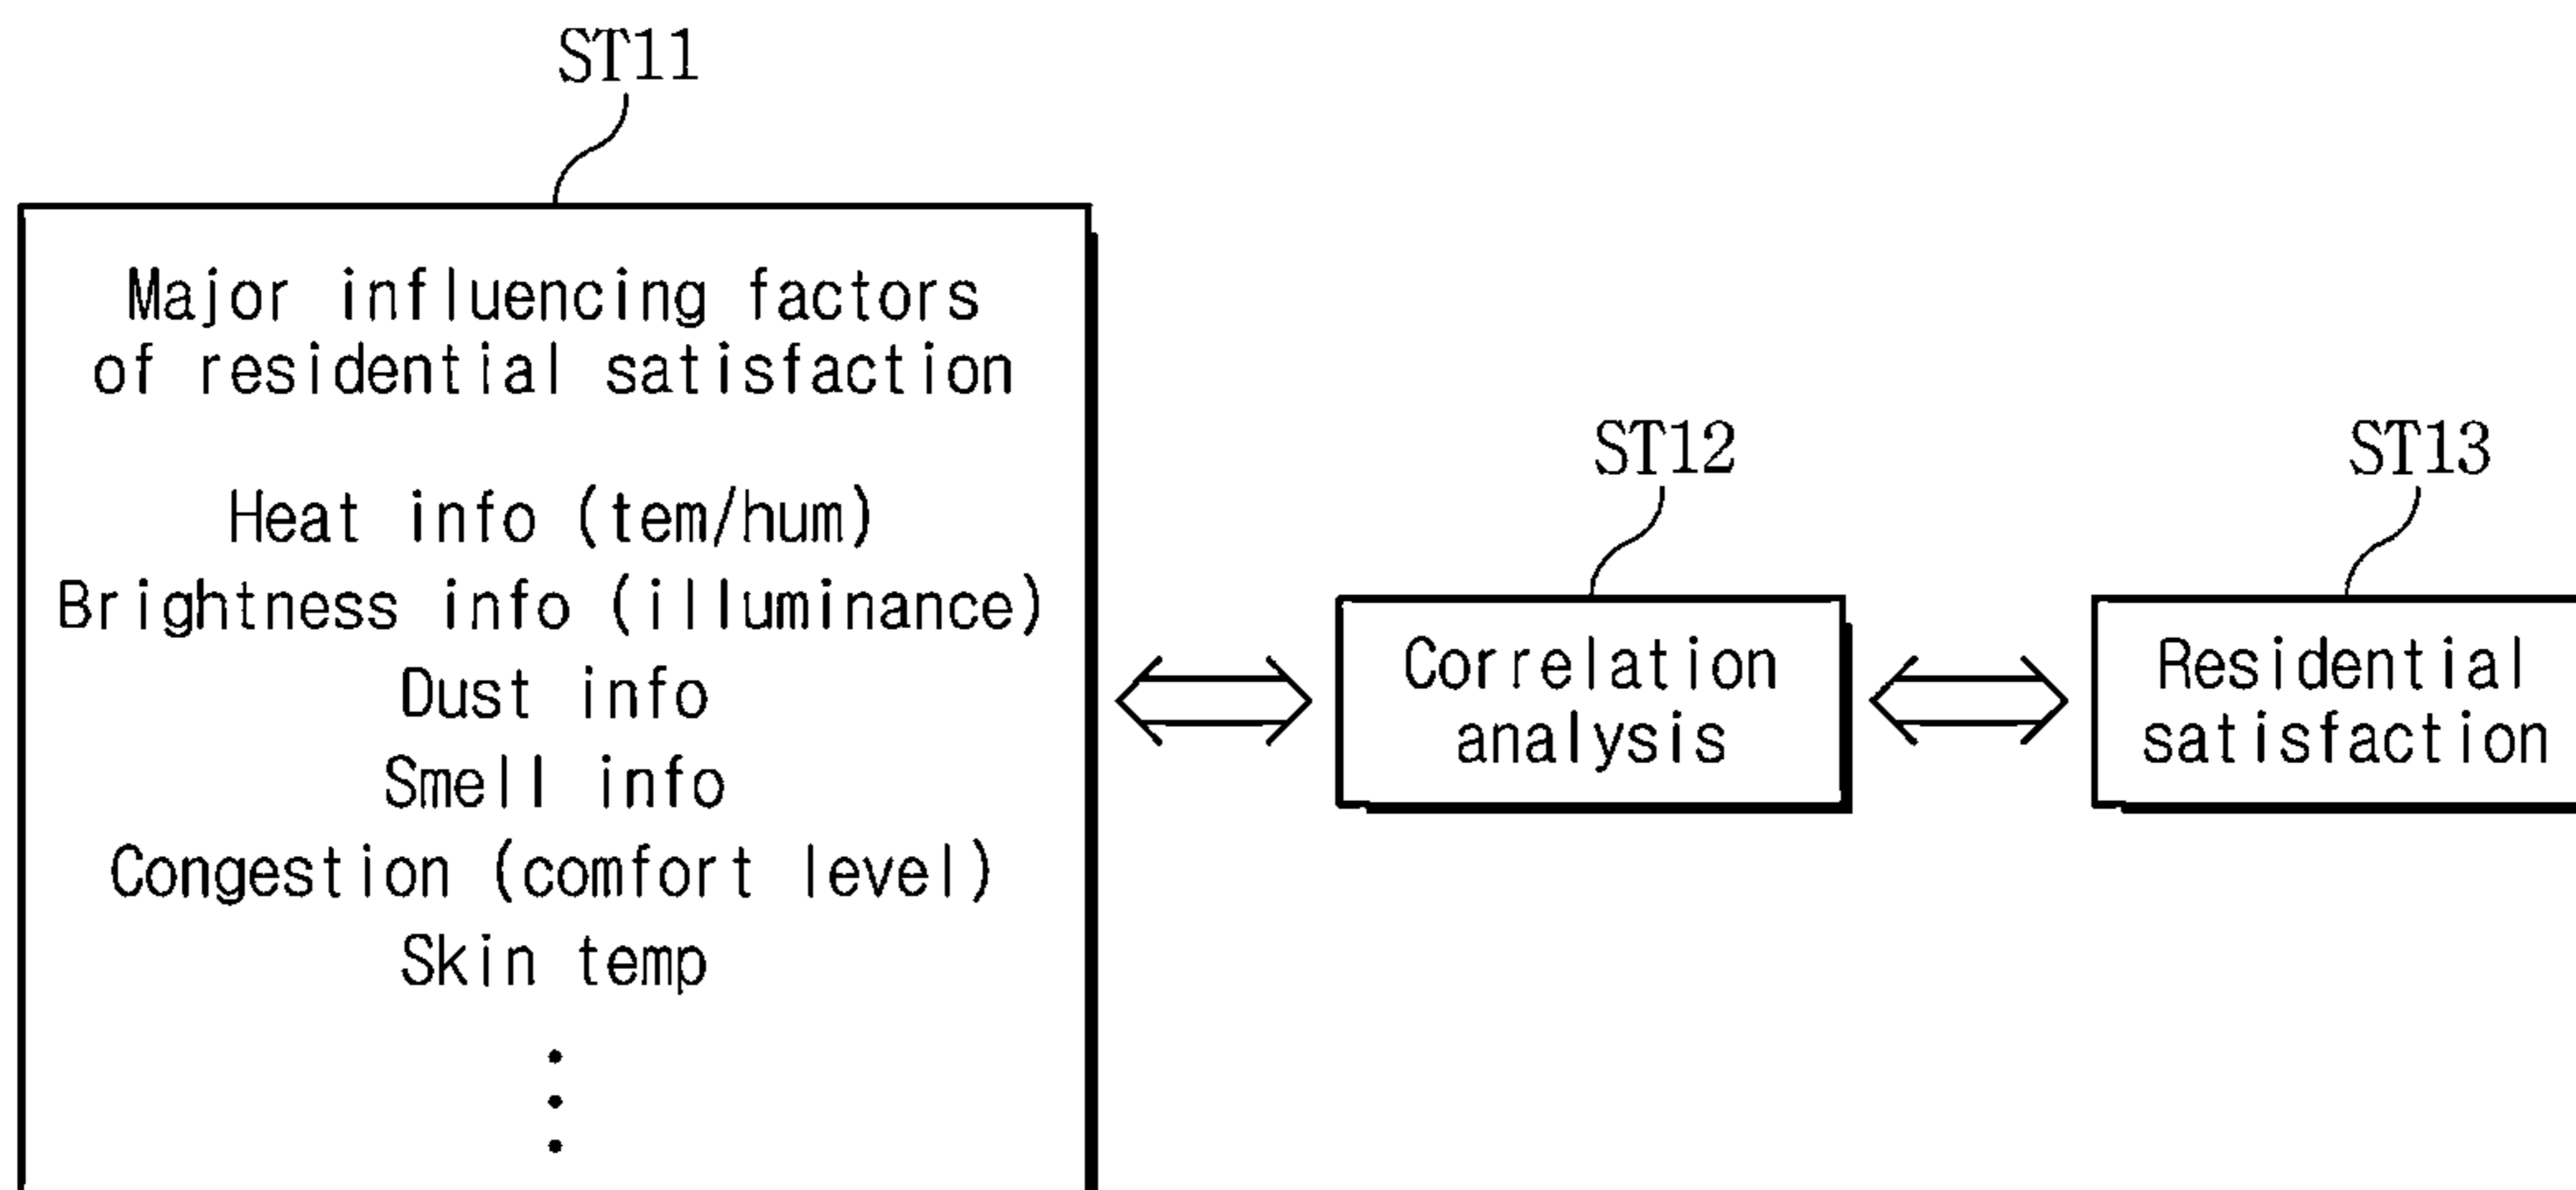 ST11
Major influencing factors
of residential satisfaction
Heat info (tem/hum)
Brightness info (illuminance)
Dust info
Smell info
Congestion (comfort level)
Skin temp
ST12
Correlation
analysis
ST13
Residential
satisfaction